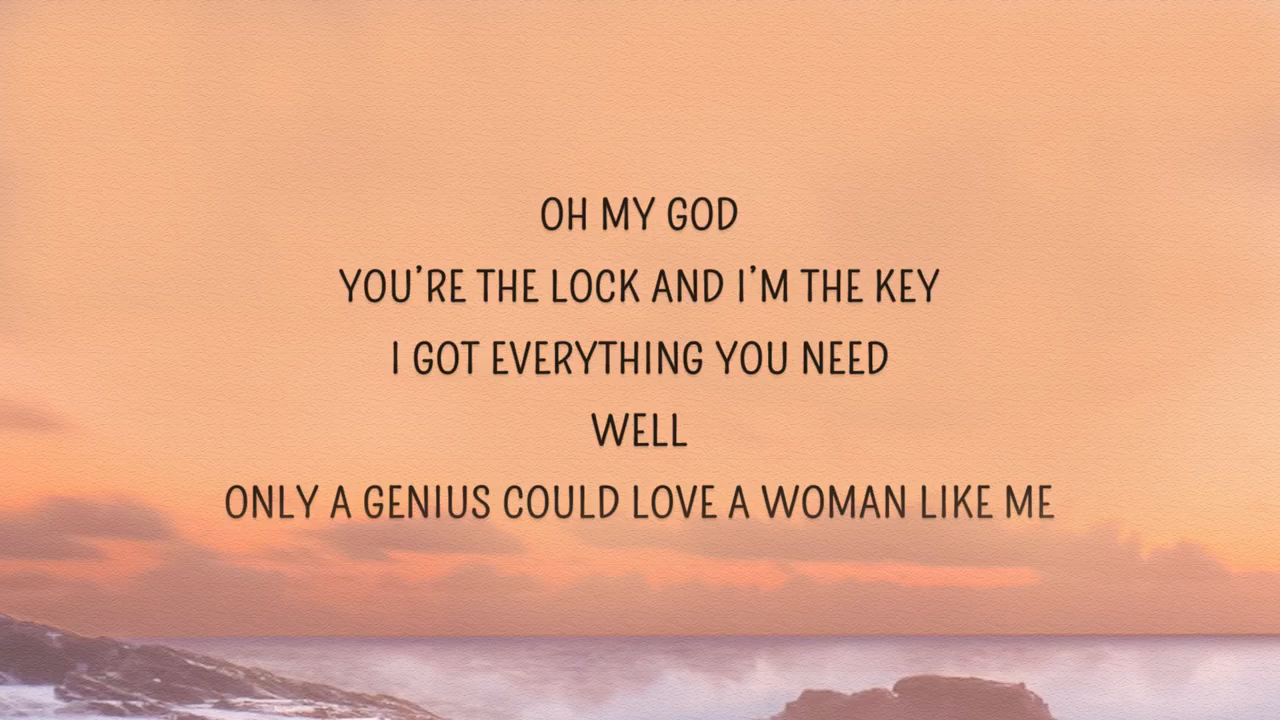 OH MY GOD
YOU'RE THE LOCK AND I'M THE KEY
I GOT EVERYTHING YOU NEED
WELL
ONLY A GENIUS COULD LOVE A WOMAN LIKE ME